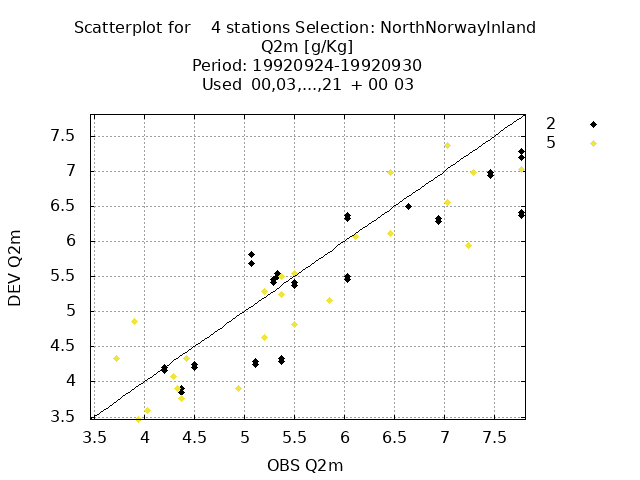 Scatterplot for    4 stations Selection: NorthNorwayInland
Q2m [g/Kg]
Period: 19920924-19920930
Used  00,03,...,21  + 00 03
2
5
DEV Q2m
7.5
7
6.5
6
5.5
5
4.5
4
3.5
3.5 4 4.5 5 5.5 6 6.5 7 7.5
OBS Q2m